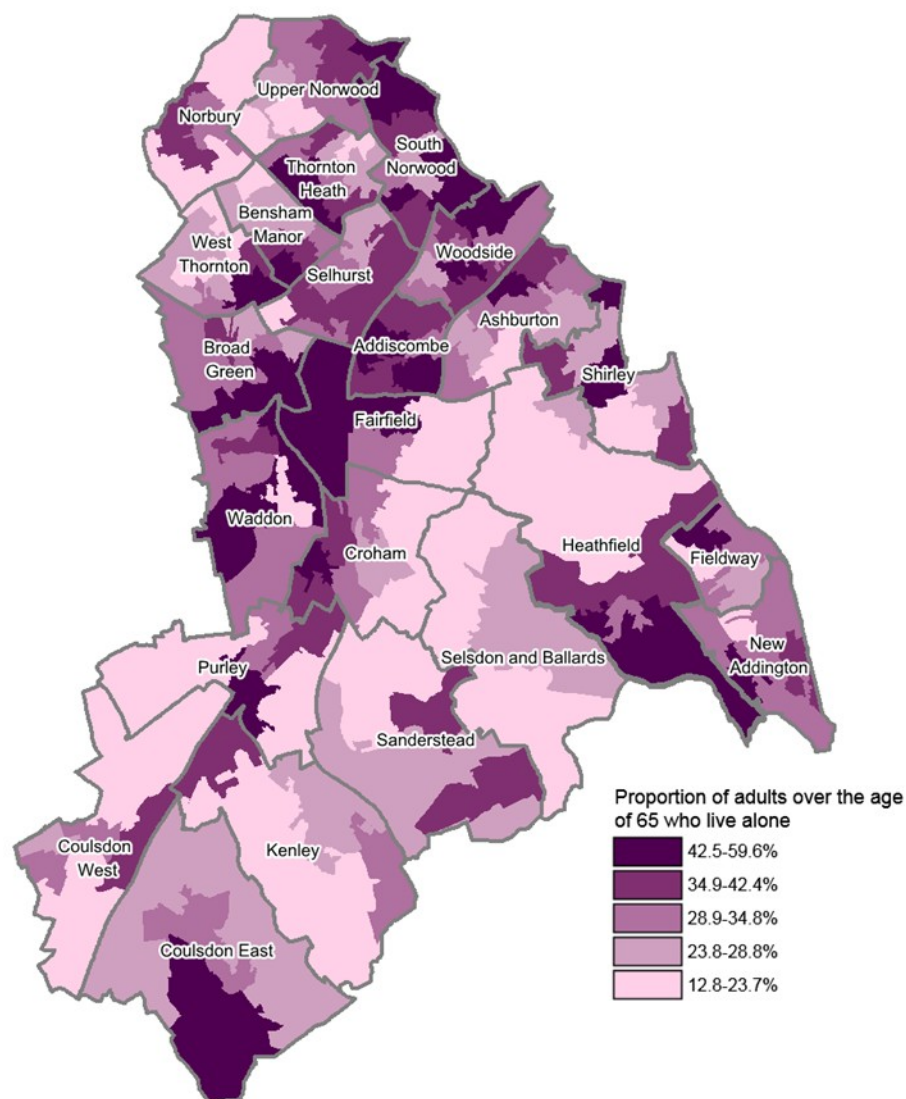 Upper Norwood
Norbury
South
Norwood
Thornton
Heath
Bensham
Manor
West
Thornton
Woodside
Selhurst
Ashburton
Broad
Green
Addiscombe
Shirley
Fairfield
Waddon
Croham
Heathfield
Fieldway
New
Addington
Selsdon and Ballards
Purley
Sanderstead
Coulsdon
West
Kenley
Coulsdon East
Proportion of adults over the age
of 65 who live alone
42.5-59.6%
34.9-42.4%
28.9-34.8%
23.8-28.8%
12.8-23.7%